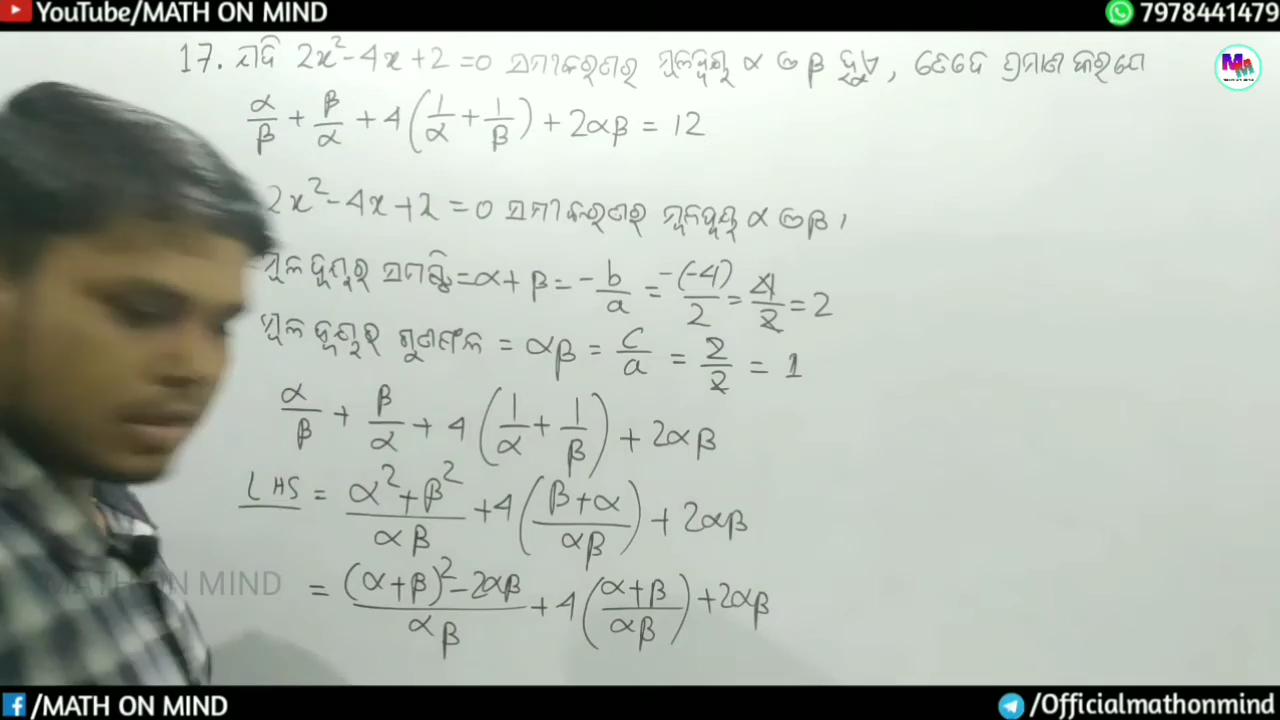 YouTube/MATH ON MIND 7978441479
17. ଯଦି 2x² - 4x + 2 = 0 ସମୀକରଣର ମୂଳଦ୍ୱୟ α ଓ β ହୁଏ, ତେବେ ପ୍ରମାଣ କର ଯେ
α/β + β/α + 4(1/α + 1/β) + 2αβ = 12
2x² - 4x + 2 = 0 ସମୀକରଣର ମୂଳଦ୍ୱୟ α ଓ β ।
ମୂଳଦ୍ୱୟର ସମଷ୍ଟି = α + β = -b/a = -(-4)/2 = 4/2 = 2
ମୂଳଦ୍ୱୟର ଗୁଣଫଳ = αβ = c/a = 2/2 = 1
α/β + β/α + 4(1/α + 1/β) + 2αβ
LHS = (α² + β²)/αβ + 4((β + α)/αβ) + 2αβ
= ((α + β)² - 2αβ)/αβ + 4((α + β)/αβ) + 2αβ
MATH ON MIND
/MATH ON MIND /Officialmathonmind